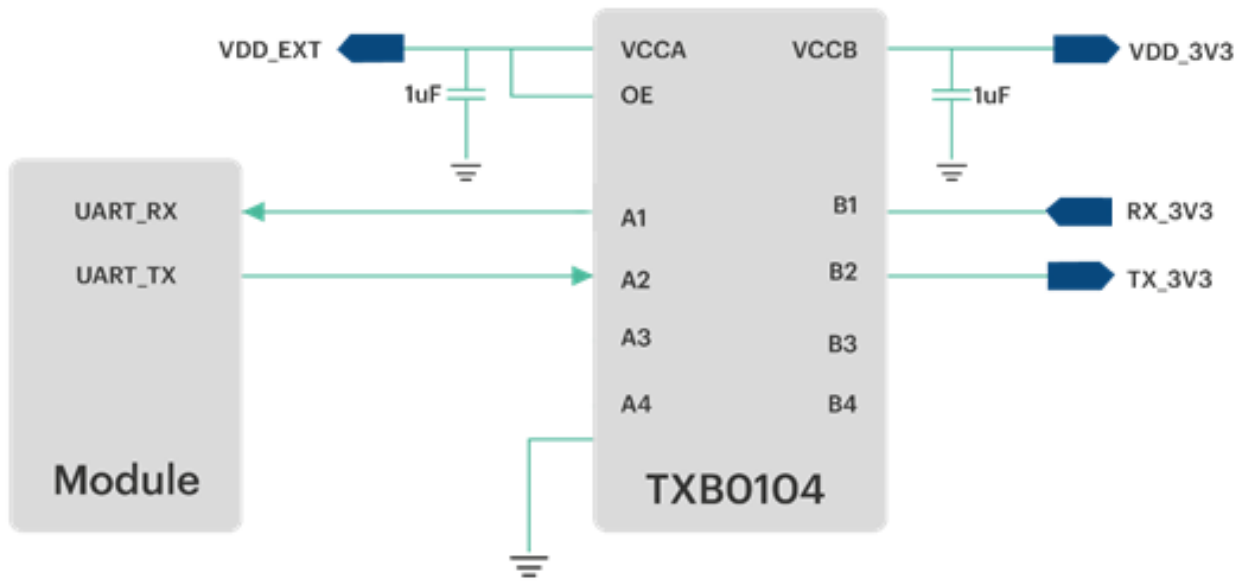 VDD_EXT
VCCA
VCCB
VDD_3V3
1uF
OE
1uF
UART_RX
A1
B1
RX_3V3
UART_TX
A2
B2
TX_3V3
A3
B3
A4
B4
Module
TXB0104